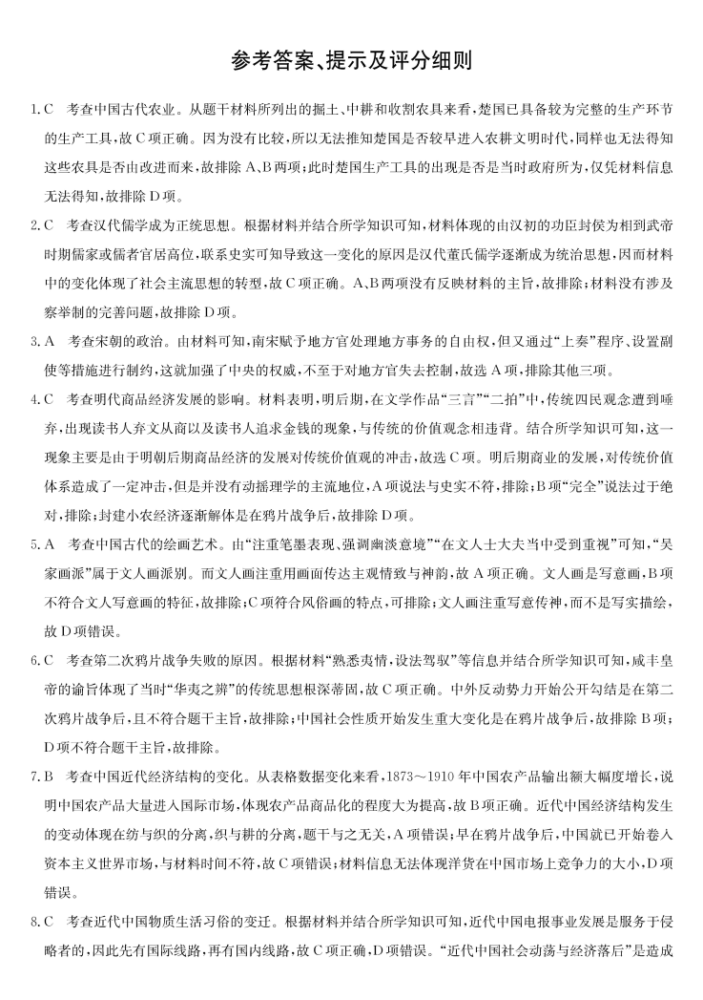 参考答案、提示及评分细则
1. C　考查中国古代农业。从题干材料所列出的掘土、中耕和收割农具来看,楚国已具备较为完整的生产环节
的生产工具,故 C 项正确。因为没有比较,所以无法推知楚国是否较早进入农耕文明时代,同样也无法得知
这些农具是否由改进而来,故排除 A、B 两项;此时楚国生产工具的出现是否是当时政府所为,仅凭材料信息
无法得知,故排除 D 项。
2. C　考查汉代儒学成为正统思想。根据材料并结合所学知识可知,材料体现的由汉初的功臣封侯为相到武帝
时期儒家或儒者官居高位,联系史实可知导致这一变化的原因是汉代董氏儒学逐渐成为统治思想,因而材料
中的变化体现了社会主流思想的转型,故 C 项正确。A、B 两项没有反映材料的主旨,故排除;材料没有涉及
察举制的完善问题,故排除 D 项。
3. A　考查宋朝的政治。由材料可知,南宋赋予地方官处理地方事务的自由权,但又通过“上奏”程序、设置副
使等措施进行制约,这就加强了中央的权威,不至于对地方官失去控制,故选 A 项,排除其他三项。
4. C　考查明代商品经济发展的影响。材料表明,明后期,在文学作品“三言”“二拍”中,传统四民观念遭到唾
弃,出现读书人弃文从商以及读书人追求金钱的现象,与传统的价值观念相违背。结合所学知识可知,这一
现象主要是由于明朝后期商品经济的发展对传统价值观的冲击,故选 C 项。明后期商业的发展,对传统价值
体系造成了一定冲击,但是并没有动摇理学的主流地位,A 项说法与史实不符,排除;B 项“完全”说法过于绝
对,排除;封建小农经济逐渐解体是在鸦片战争后,故排除 D 项。
5. A　考查中国古代的绘画艺术。由“注重笔墨表现、强调幽淡意境”“在文人士大夫当中受到重视”可知,“吴
家画派”属于文人画派别。而文人画注重用画面传达主观情致与神韵,故 A 项正确。文人画是写意画,B 项
不符合文人写意画的特征,故排除;C 项符合风俗画的特点,可排除;文人画注重写意传神,而不是写实描绘,
故 D 项错误。
6. C　考查第二次鸦片战争失败的原因。根据材料“熟悉夷情,设法驾驭”等信息并结合所学知识可知,咸丰皇
帝的谕旨体现了当时“华夷之辨”的传统思想根深蒂固,故 C 项正确。中外反动势力开始公开勾结是在第二
次鸦片战争后,且不符合题干主旨,故排除;中国社会性质开始发生重大变化是在鸦片战争后,故排除 B 项;
D 项不符合题干主旨,故排除。
7. B　考查中国近代经济结构的变化。从表格数据变化来看,1873～1910 年中国农产品输出额大幅度增长,说
明中国农产品大量进入国际市场,体现农产品商品化的程度大为提高,故 B 项正确。近代中国经济结构发生
的变动体现在纺与织的分离,织与耕的分离,题干与之无关,A 项错误;早在鸦片战争后,中国就已开始卷入
资本主义世界市场,与材料时间不符,故 C 项错误;材料信息无法体现洋货在中国市场上竞争力的大小,D 项
错误。
8. C　考查近代中国物质生活习俗的变迁。根据材料并结合所学知识可知,近代中国电报事业发展是服务于侵
略者的,因此先有国际线路,再有国内线路,故 C 项正确,D 项错误。“近代中国社会动荡与经济落后”是造成